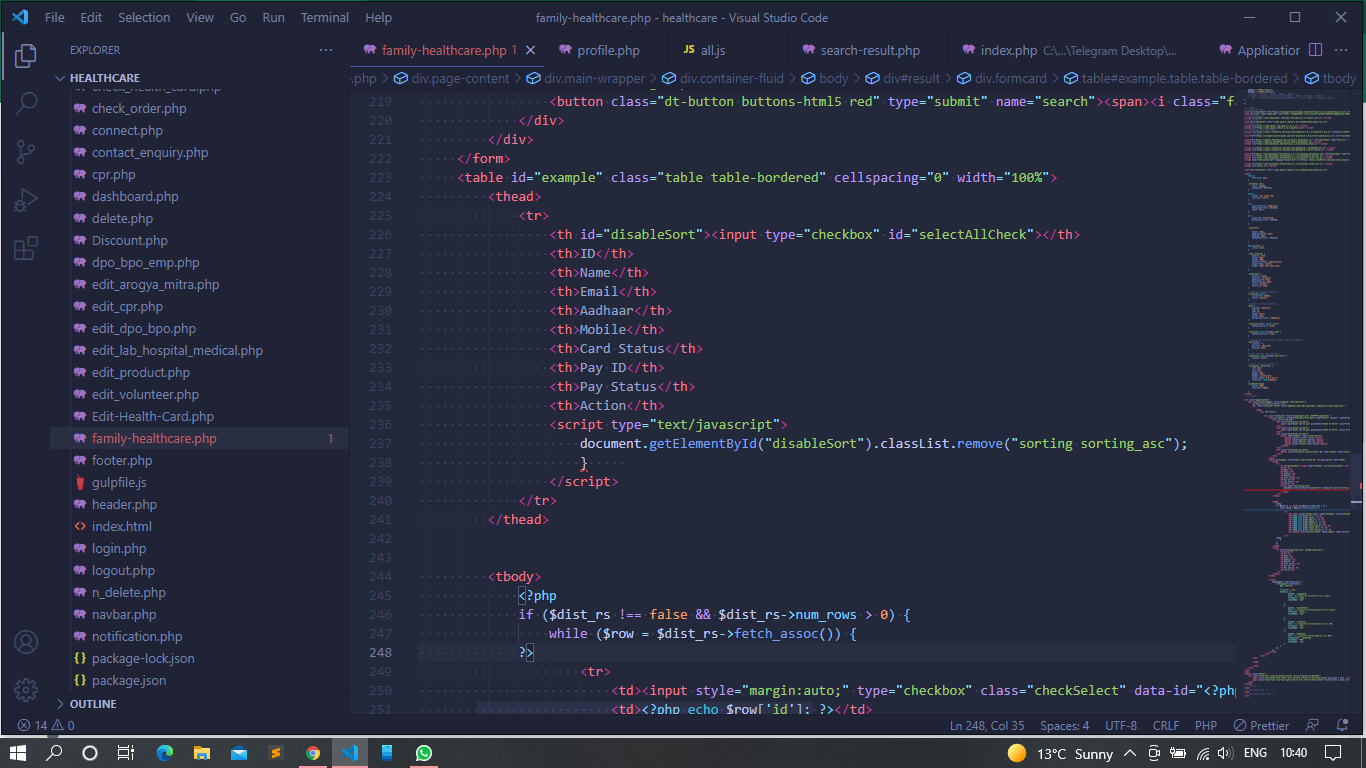 File Edit Selection View Go Run Terminal Help family-healthcare.php - healthcare - Visual Studio Code
EXPLORER
family-healthcare.php 1 profile.php JS all.js search-result.php index.php C:\...\Telegram Desktop\... Application
HEALTHCARE
.php > div.page-content > div.main-wrapper > div.container-fluid > body > div#result > div.formcard > table#example.table.table-bordered > tbody
check_health_card.php
check_order.php
connect.php
contact_enquiry.php
cpr.php
dashboard.php
delete.php
Discount.php
dpo_bpo_emp.php
edit_arogya_mitra.php
edit_cpr.php
edit_dpo_bpo.php
edit_lab_hospital_medical.php
edit_product.php
edit_volunteer.php
Edit-Health-Card.php
family-healthcare.php 1
footer.php
gulpfile.js
header.php
index.html
login.php
logout.php
n_delete.php
navbar.php
notification.php
package-lock.json
package.json
OUTLINE
219 <button class="dt-button buttons-html5 red" type="submit" name="search"><span><i class="f
220 </div>
221 </div>
222 </form>
223 <table id="example" class="table table-bordered" cellspacing="0" width="100%">
224 <thead>
225 <tr>
226 <th id="disableSort"><input type="checkbox" id="selectAllCheck"></th>
227 <th>ID</th>
228 <th>Name</th>
229 <th>Email</th>
230 <th>Aadhaar</th>
231 <th>Mobile</th>
232 <th>Card Status</th>
233 <th>Pay ID</th>
234 <th>Pay Status</th>
235 <th>Action</th>
236 <script type="text/javascript">
237 document.getElementById("disableSort").classList.remove("sorting sorting_asc");
238 }
239 </script>
240 </tr>
241 </thead>
242
243
244 <tbody>
245 <?php
246 if ($dist_rs !== false && $dist_rs->num_rows > 0) {
247 while ($row = $dist_rs->fetch_assoc()) {
248 ?>
249 <tr>
250 <td><input style="margin:auto;" type="checkbox" class="checkSelect" data-id="<?php
251 <td><?php echo $row['id']; ?></td>
14 0 Ln 248, Col 35 Spaces: 4 UTF-8 CRLF PHP Prettier
13°C Sunny ENG 10:40